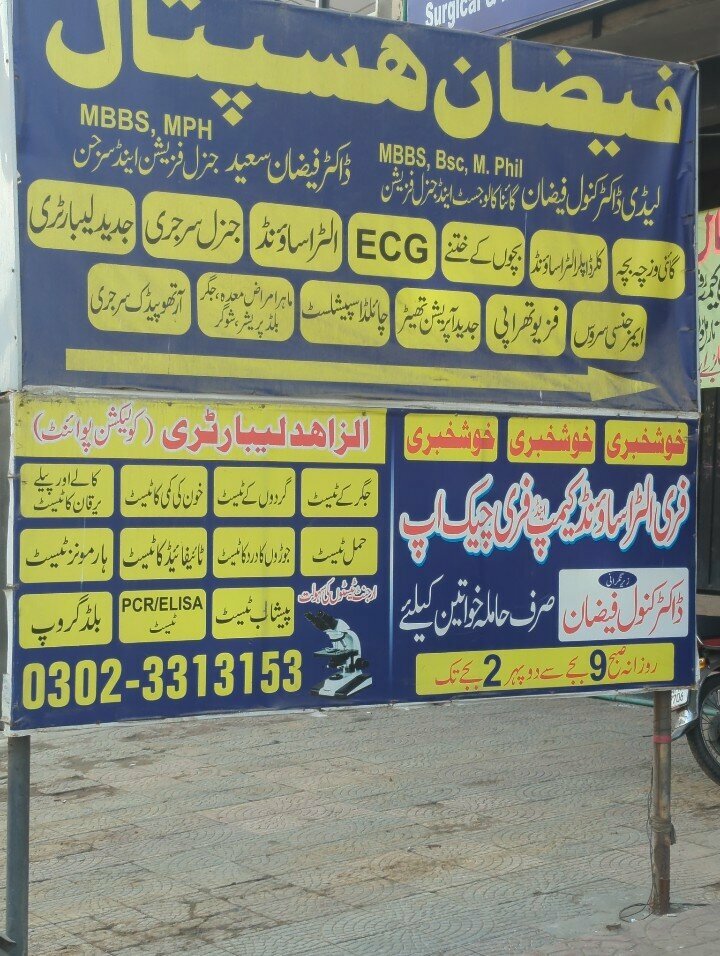 Surgical &
فیضان ہسپتال
MBBS, MPH
ڈاکٹر فیضان سعید جنرل فزیشن اینڈ سرجن
MBBS, Bsc, M. Phil
لیڈی ڈاکٹر کنول فیضان گائناکالوجسٹ اینڈ جنرل فزیشن
گائنی و زچہ بچہ
کلر ڈاپلر الٹراساؤنڈ
بچوں کے ختنے
ECG
الٹراساؤنڈ
جنرل سرجری
جدید لیبارٹری
ایمرجنسی سروس
فزیوتھراپی
جدید آپریشن تھیٹر
چائلڈ اسپیشلسٹ
ماہر امراض معدہ، جگر
بلڈ پریشر، شوگر
آرتھوپیڈک سرجری
خوشخبری خوشخبری خوشخبری
فری الٹراساؤنڈ کیمپ اینڈ فری چیک اپ
زیر نگرانی
ڈاکٹر کنول فیضان
صرف حاملہ خواتین کیلئے
روزانہ صبح 9 بجے سے دوپہر 2 بجے تک
الزاهد لیبارٹری (کولیکشن پوائنٹ)
جگر کے ٹیسٹ
گردوں کے ٹیسٹ
خون کی کمی کا ٹیسٹ
کالے اور پیلے
یرقان کا ٹیسٹ
حمل ٹیسٹ
جوڑوں کا درد کا ٹیسٹ
ٹائیفائیڈ کا ٹیسٹ
ہارمونز ٹیسٹ
ارجنٹ ٹیسٹوں کی سہولت
پیشاب ٹیسٹ
PCR/ELISA
ٹیسٹ
بلڈ گروپ
0302-3313153